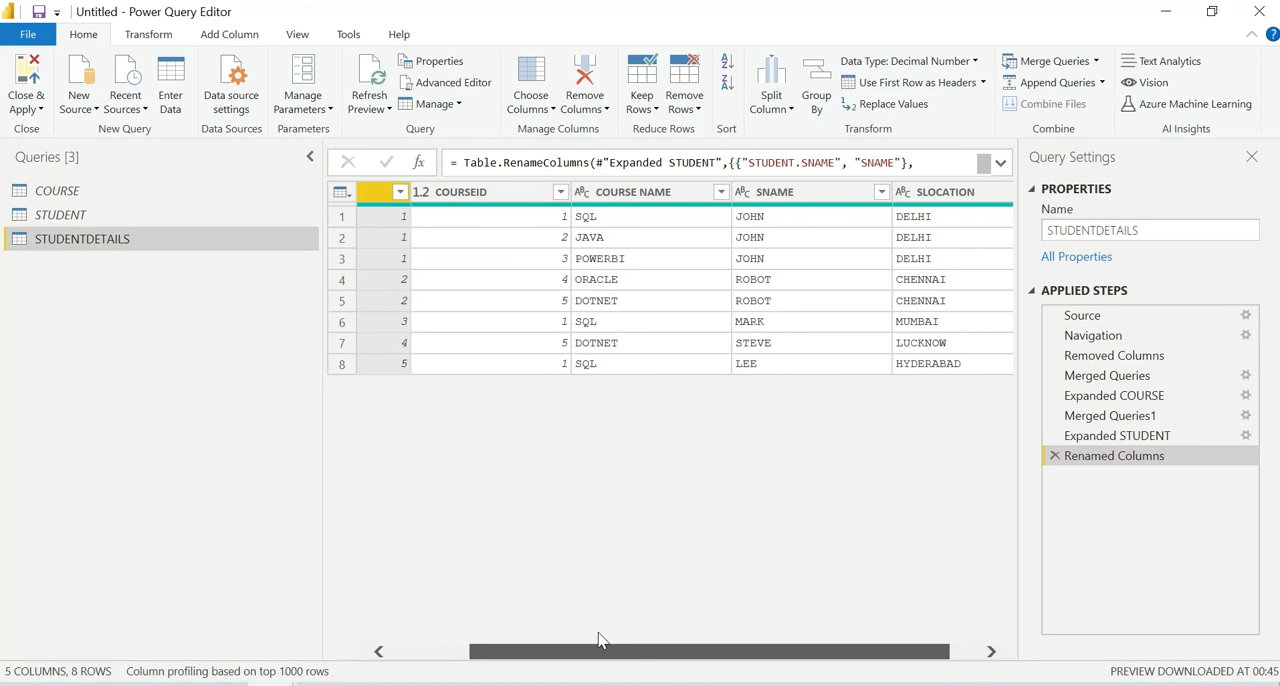 Untitled - Power Query Editor
File Home Transform Add Column View Tools Help
Close & Apply
New Source
Recent Sources
Enter Data
Data source settings
Manage Parameters
Refresh Preview
Properties
Advanced Editor
Manage
Choose Columns
Remove Columns
Keep Rows
Remove Rows
Split Column
Group By
Data Type: Decimal Number
Use First Row as Headers
Replace Values
Merge Queries
Append Queries
Combine Files
Text Analytics
Vision
Azure Machine Learning
Close New Query Data Sources Parameters Query Manage Columns Reduce Rows Sort Transform Combine AI Insights
Queries [3]
COURSE
STUDENT
STUDENTDETAILS
fx = Table.RenameColumns(#"Expanded STUDENT",{{"STUDENT.SNAME", "SNAME"},
1.2 COURSEID ABC COURSE NAME ABC SNAME ABC SLOCATION
1 1 1 SQL JOHN DELHI
2 1 2 JAVA JOHN DELHI
3 1 3 POWERBI JOHN DELHI
4 2 4 ORACLE ROBOT CHENNAI
5 2 5 DOTNET ROBOT CHENNAI
6 3 1 SQL MARK MUMBAI
7 4 5 DOTNET STEVE LUCKNOW
8 5 1 SQL LEE HYDERABAD
Query Settings
PROPERTIES
Name
STUDENTDETAILS
All Properties
APPLIED STEPS
Source
Navigation
Removed Columns
Merged Queries
Expanded COURSE
Merged Queries1
Expanded STUDENT
Renamed Columns
5 COLUMNS, 8 ROWS Column profiling based on top 1000 rows
PREVIEW DOWNLOADED AT 00:45